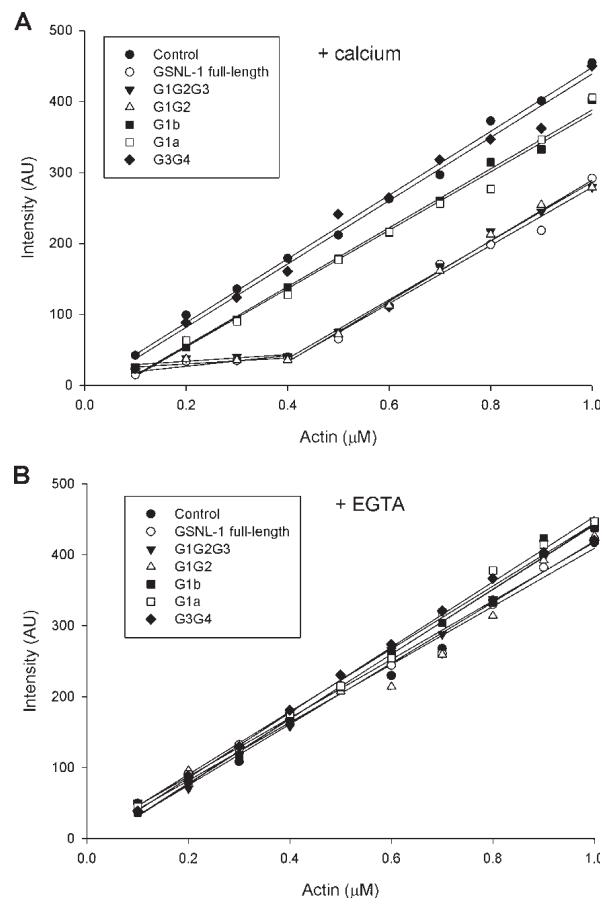 A
+ calcium
Control
GSNL-1 full-length
G1G2G3
G1G2
G1b
G1a
G3G4
Intensity (AU)
500
400
300
200
100
0
0.0 0.2 0.4 0.6 0.8 1.0
Actin (μM)
B
+ EGTA
Control
GSNL-1 full-length
G1G2G3
G1G2
G1b
G1a
G3G4
Intensity (AU)
500
400
300
200
100
0
0.0 0.2 0.4 0.6 0.8 1.0
Actin (μM)